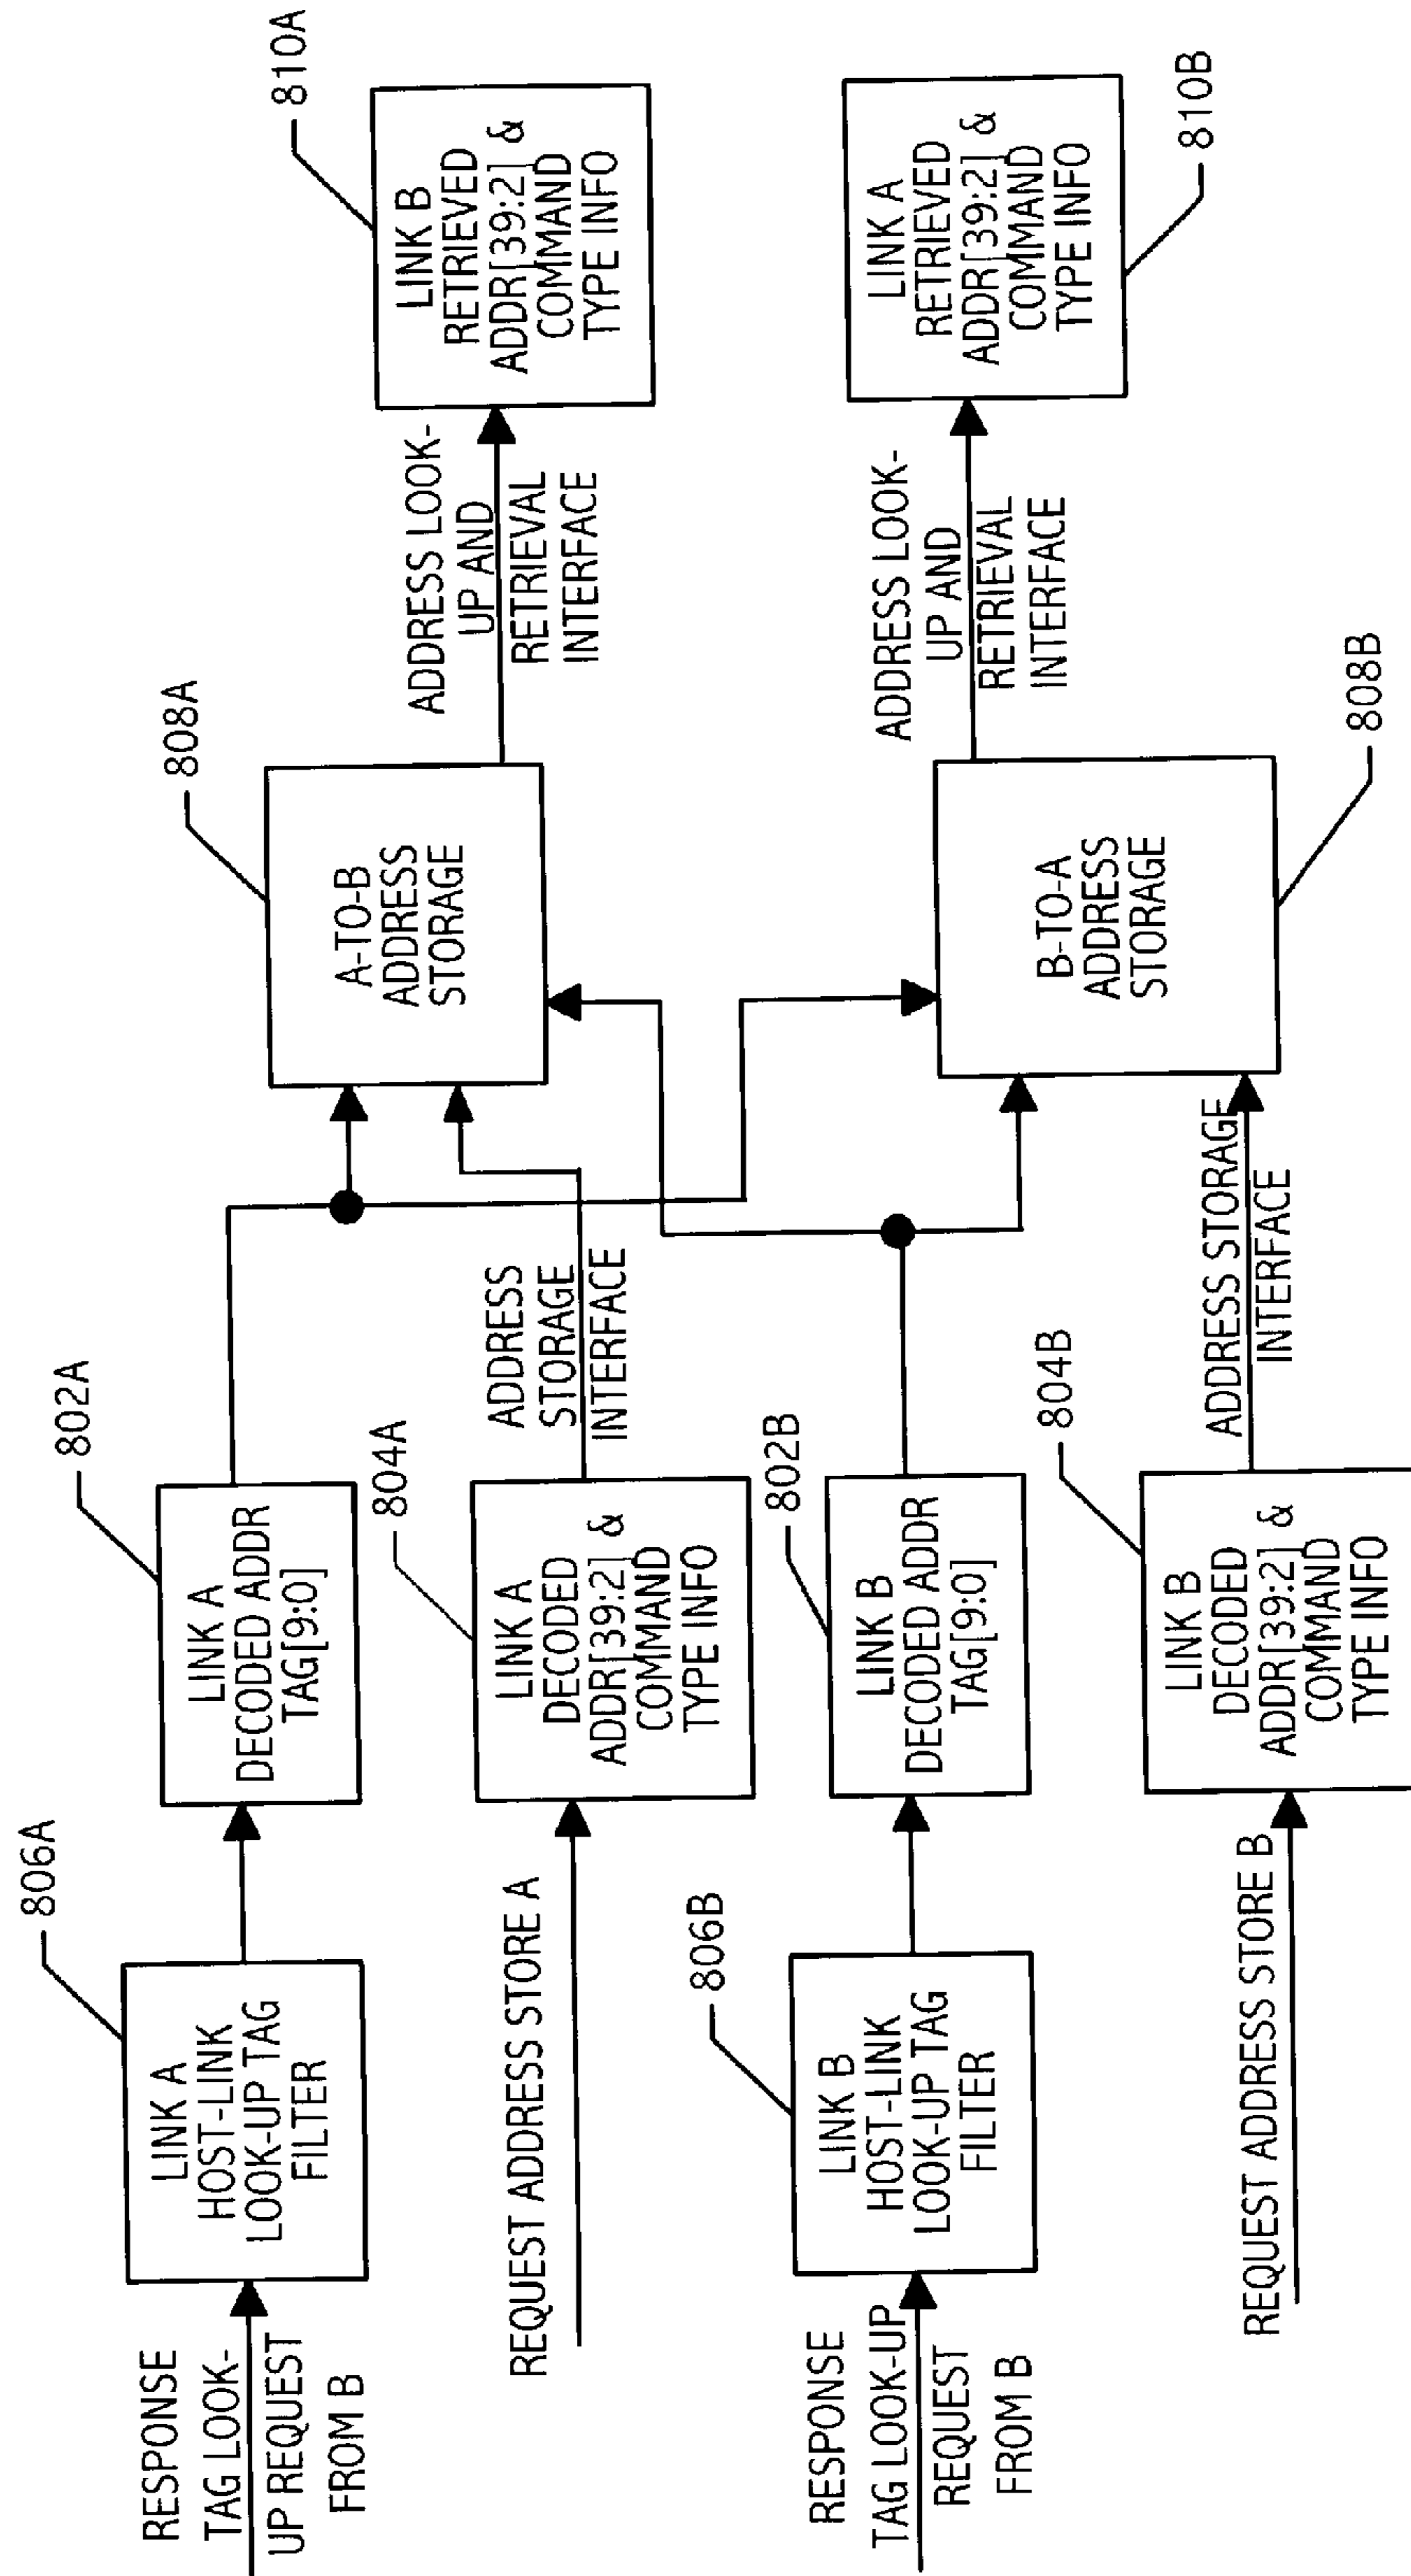 RESPONSE
TAG LOOK-
UP REQUEST
FROM B
806A
LINK A
HOST-LINK
LOOK-UP TAG
FILTER
802A
LINK A
DECODED ADDR
TAG[9:0]
REQUEST ADDRESS STORE A
804A
LINK A
DECODED
ADDR[39:2] &
COMMAND
TYPE INFO
ADDRESS
STORAGE
INTERFACE
808A
A-TO-B
ADDRESS
STORAGE
ADDRESS LOOK-
UP AND
RETRIEVAL
INTERFACE
810A
LINK B
RETRIEVED
ADDR[39:2] &
COMMAND
TYPE INFO
RESPONSE
TAG LOOK-UP
REQUEST
FROM B
806B
LINK B
HOST-LINK
LOOK-UP TAG
FILTER
802B
LINK B
DECODED ADDR
TAG[9:0]
REQUEST ADDRESS STORE B
804B
LINK B
DECODED
ADDR[39:2] &
COMMAND
TYPE INFO
ADDRESS STORAGE
INTERFACE
808B
B-TO-A
ADDRESS
STORAGE
ADDRESS LOOK-
UP AND
RETRIEVAL
INTERFACE
810B
LINK A
RETRIEVED
ADDR[39:2] &
COMMAND
TYPE INFO